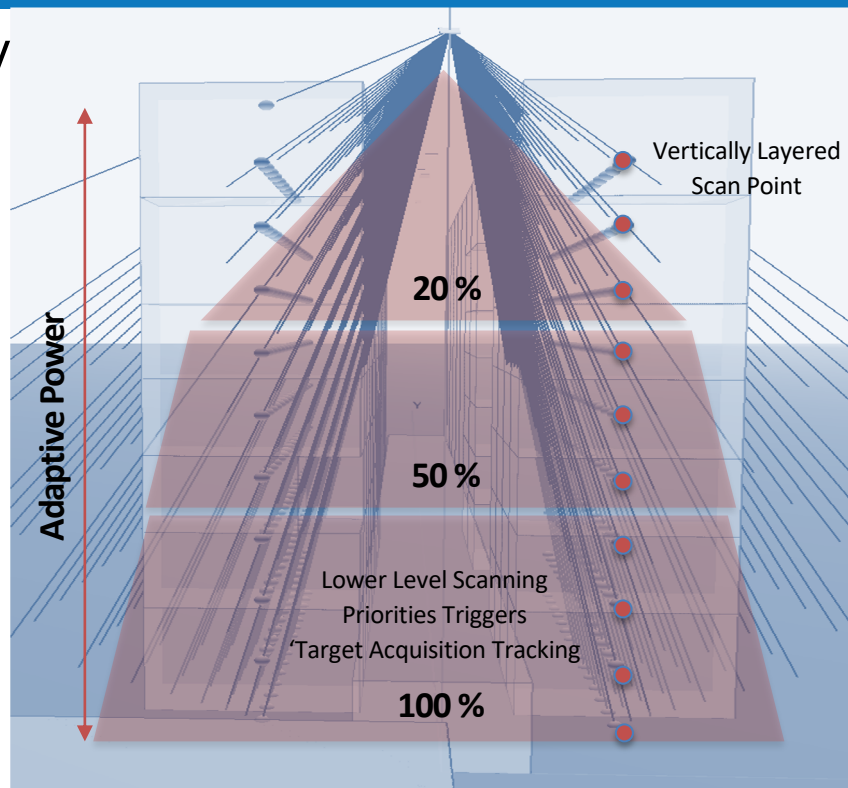 y
Vertically Layered
Scan Point
20 %
Adaptive Power
Y
50 %
Lower Level Scanning
Priorities Triggers
‘Target Acquisition Tracking
100 %